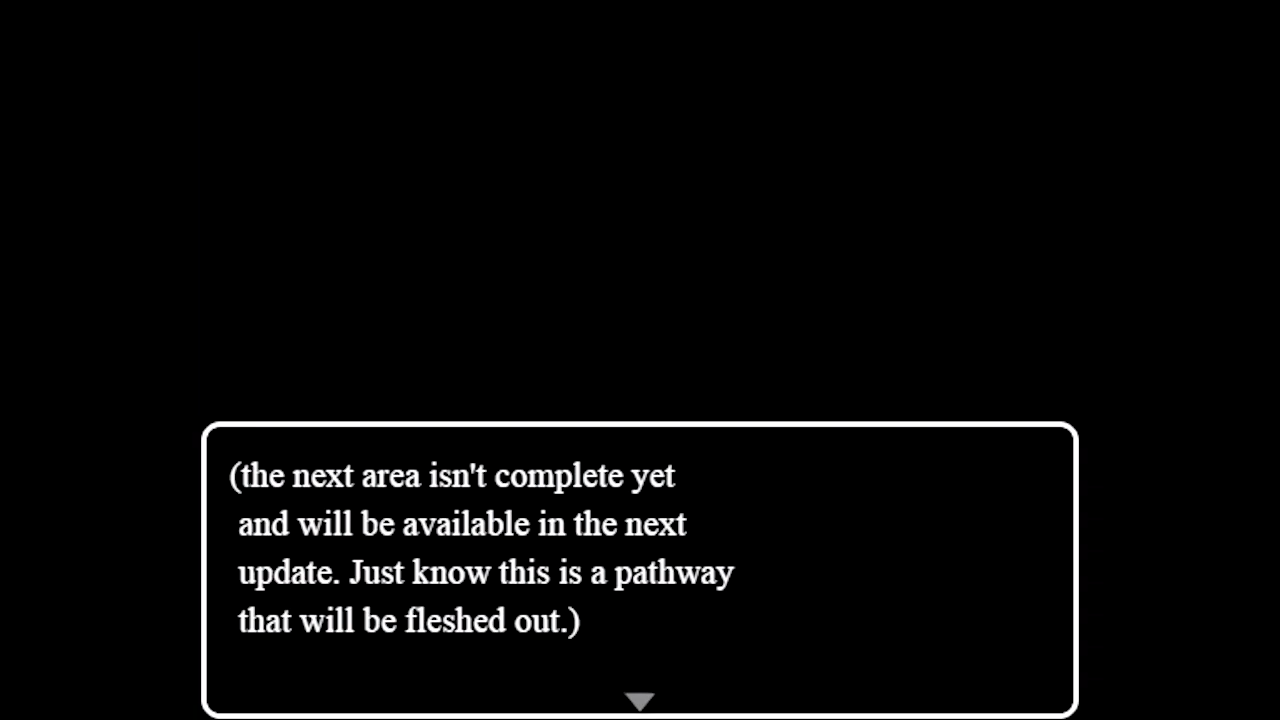 (the next area isn't complete yet
and will be available in the next
update. Just know this is a pathway
that will be fleshed out.)